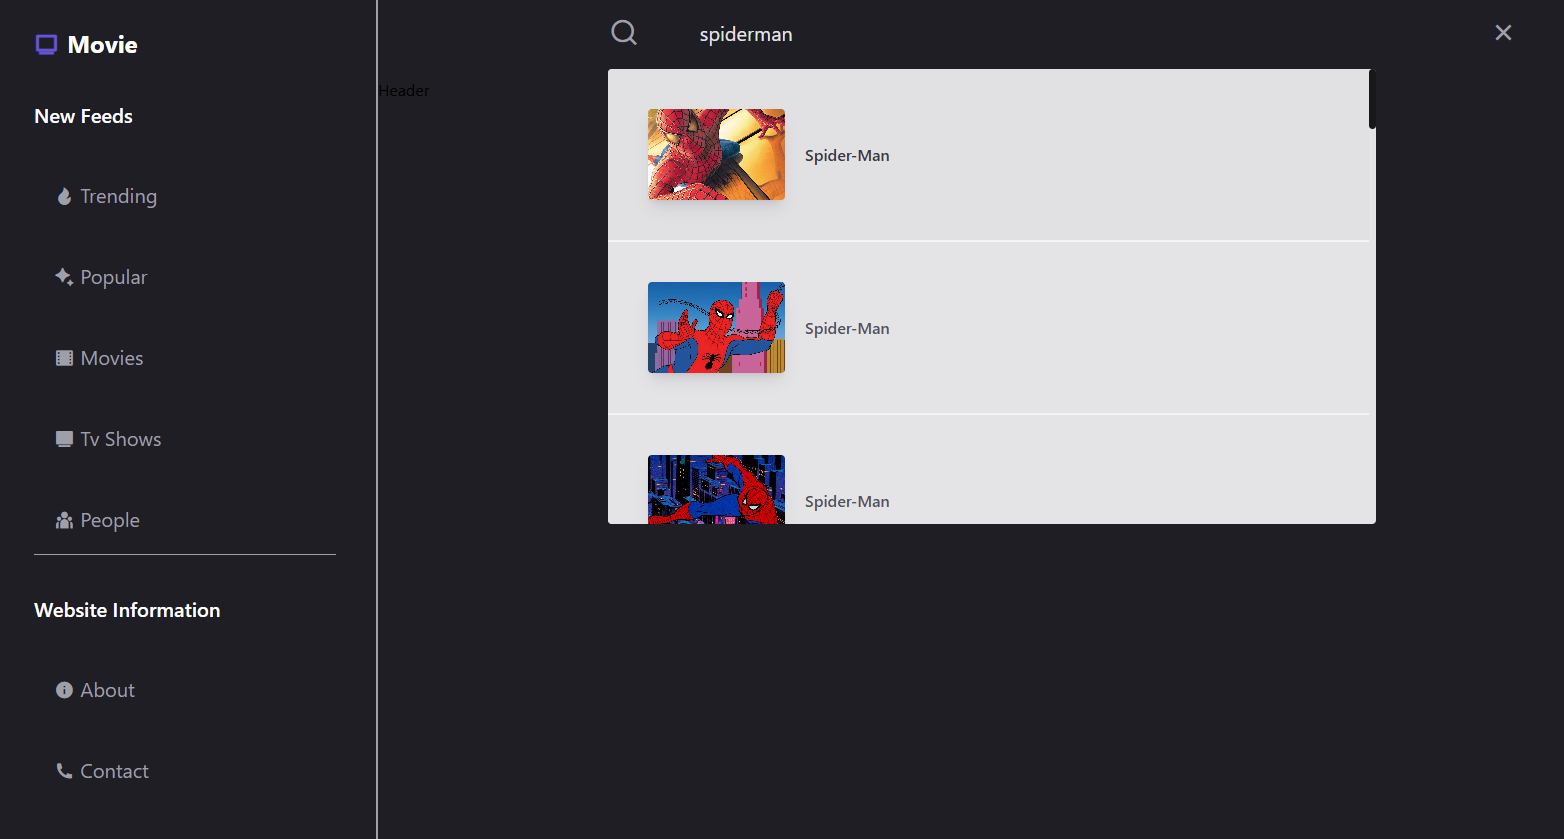 Movie
New Feeds
Trending
Popular
Movies
Tv Shows
People
Website Information
About
Contact
spiderman
Header
Spider-Man
Spider-Man
Spider-Man